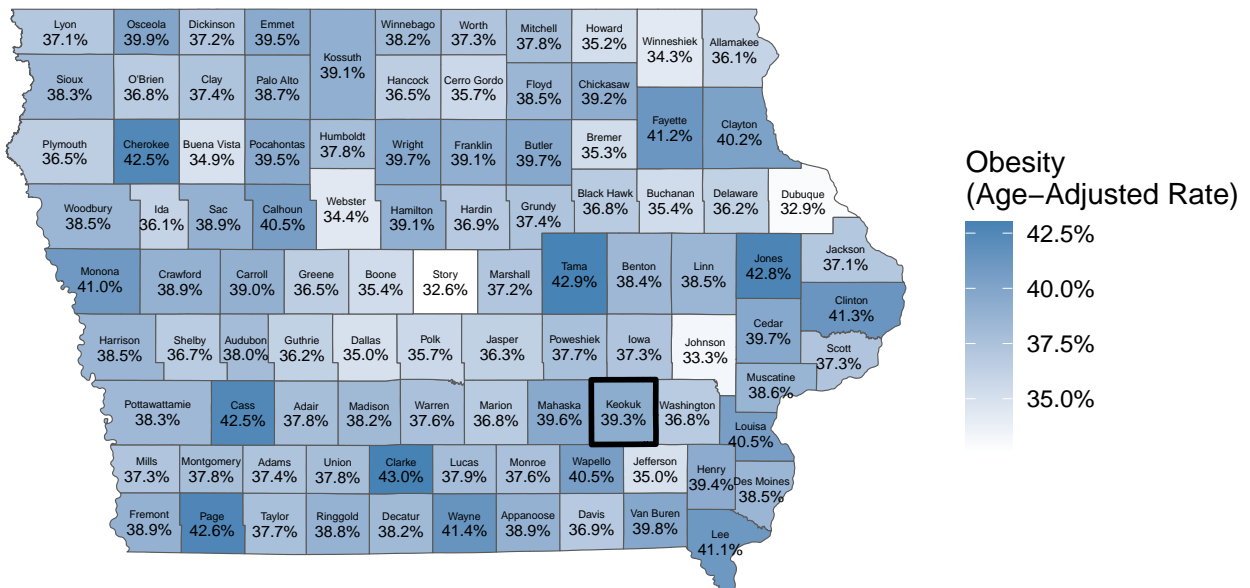 Lyon
37.1%
Osceola
39.9%
Dickinson
37.2%
Emmet
39.5%
Kossuth
39.1%
Winnebago
38.2%
Worth
37.3%
Mitchell
37.8%
Howard
35.2%
Winneshiek
34.3%
Allamakee
36.1%
Sioux
38.3%
O'Brien
36.8%
Clay
37.4%
Palo Alto
38.7%
Hancock
36.5%
Cerro Gordo
35.7%
Floyd
38.5%
Chickasaw
39.2%
Fayette
41.2%
Clayton
40.2%
Plymouth
36.5%
Cherokee
42.5%
Buena Vista
34.9%
Pocahontas
39.5%
Humboldt
37.8%
Wright
39.7%
Franklin
39.1%
Butler
39.7%
Bremer
35.3%
Woodbury
38.5%
Ida
36.1%
Sac
38.9%
Calhoun
40.5%
Webster
34.4%
Hamilton
39.1%
Hardin
36.9%
Grundy
37.4%
Black Hawk
36.8%
Buchanan
35.4%
Delaware
36.2%
Dubuque
32.9%
Monona
41.0%
Crawford
38.9%
Carroll
39.0%
Greene
36.5%
Boone
35.4%
Story
32.6%
Marshall
37.2%
Tama
42.9%
Benton
38.4%
Linn
38.5%
Jones
42.8%
Jackson
37.1%
Clinton
41.3%
Harrison
38.5%
Shelby
36.7%
Audubon
38.0%
Guthrie
36.2%
Dallas
35.0%
Polk
35.7%
Jasper
36.3%
Poweshiek
37.7%
Iowa
37.3%
Johnson
33.3%
Cedar
39.7%
Scott
37.3%
Muscatine
38.6%
Pottawattamie
38.3%
Cass
42.5%
Adair
37.8%
Madison
38.2%
Warren
37.6%
Marion
36.8%
Mahaska
39.6%
Keokuk
39.3%
Washington
36.8%
Louisa
40.5%
Mills
37.3%
Montgomery
37.8%
Adams
37.4%
Union
37.8%
Clarke
43.0%
Lucas
37.9%
Monroe
37.6%
Wapello
40.5%
Jefferson
35.0%
Henry
39.4%
Des Moines
38.5%
Fremont
38.9%
Page
42.6%
Taylor
37.7%
Ringgold
38.8%
Decatur
38.2%
Wayne
41.4%
Appanoose
38.9%
Davis
36.9%
Van Buren
39.8%
Lee
41.1%
Obesity
(Age−Adjusted Rate)
42.5%
40.0%
37.5%
35.0%